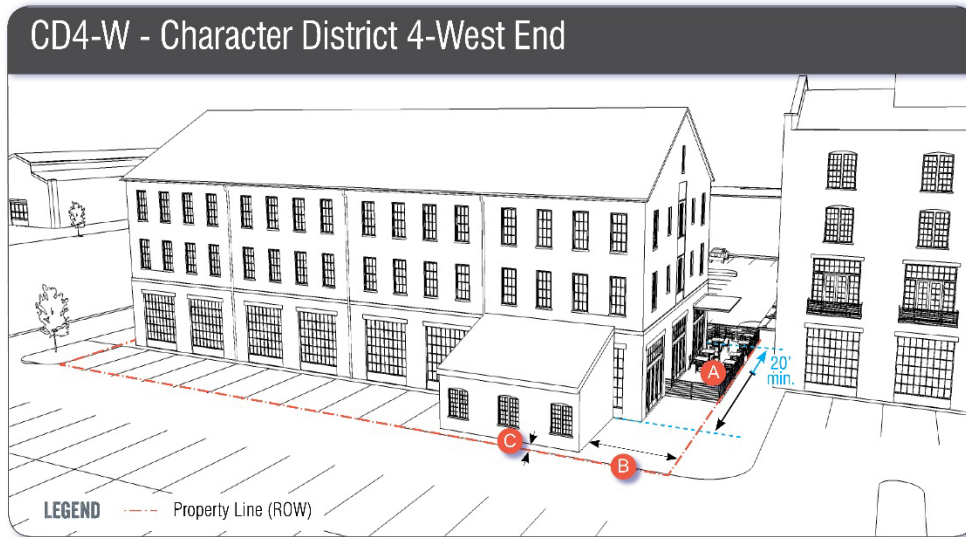 CD4-W - Character District 4-West End
A
20'
min.
C
B
LEGEND
Property Line (ROW)